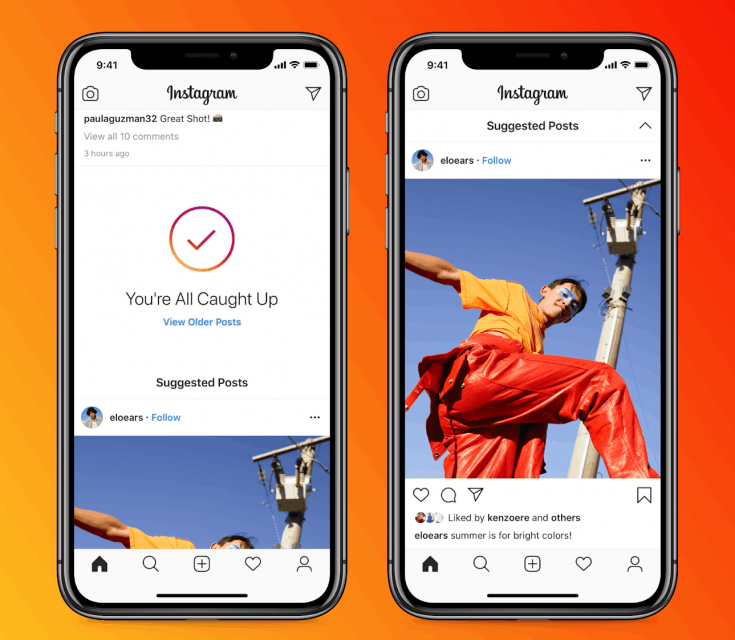 9:41
Instagram
paulaguzman32 Great Shot! 📸
View all 10 comments
3 hours ago
You're All Caught Up
View Older Posts
Suggested Posts
eloears · Follow
9:41
Instagram
Suggested Posts
eloears · Follow
Liked by kenzoere and others
eloears summer is for bright colors!